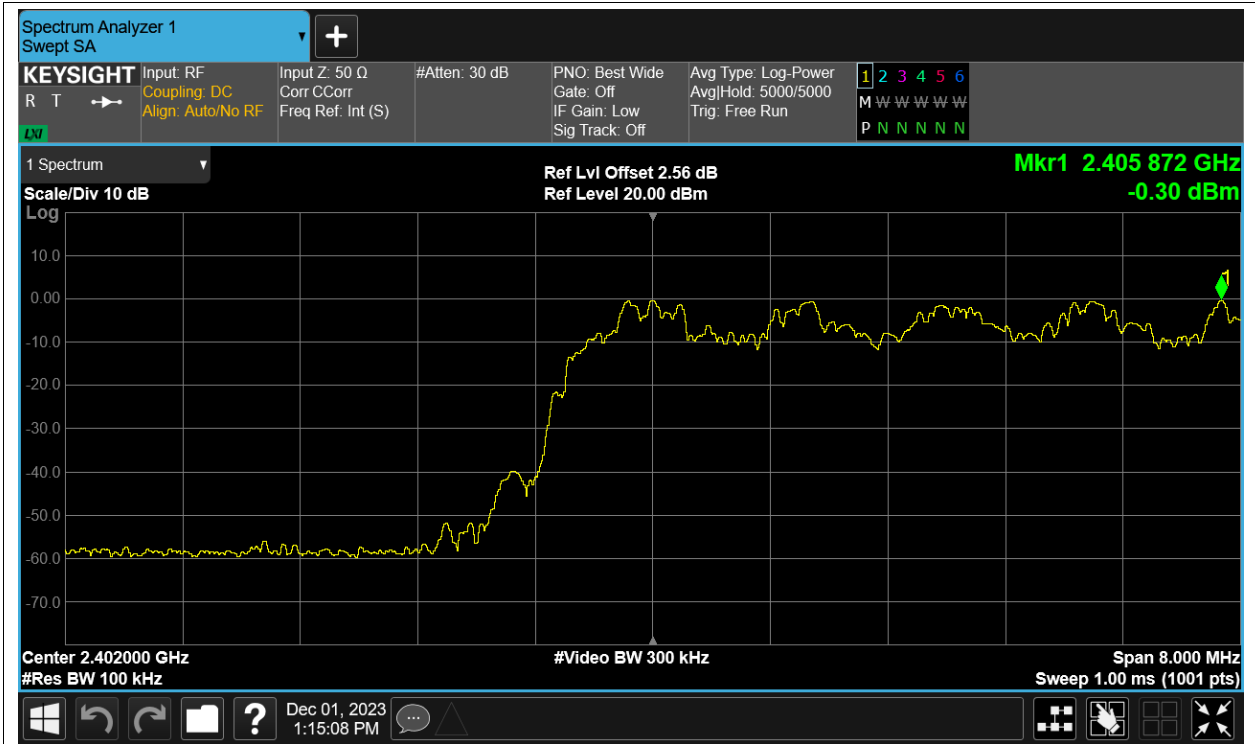 Spectrum Analyzer 1
Swept SA
+
KEYSIGHT
R T
LXI
Input: RF
Coupling: DC
Align: Auto/No RF
Input Z: 50 Ω
Corr CCorr
Freq Ref: Int (S)
#Atten: 30 dB
PNO: Best Wide
Gate: Off
IF Gain: Low
Sig Track: Off
Avg Type: Log-Power
Avg|Hold: 5000/5000
Trig: Free Run
1 2 3 4 5 6
M W W W W W
P N N N N N
1 Spectrum
Scale/Div 10 dB
Log
Ref Lvl Offset 2.56 dB
Ref Level 20.00 dBm
Mkr1 2.405 872 GHz
-0.30 dBm
10.0
0.00
-10.0
-20.0
-30.0
-40.0
-50.0
-60.0
-70.0
1
Center 2.402000 GHz
#Res BW 100 kHz
#Video BW 300 kHz
Span 8.000 MHz
Sweep 1.00 ms (1001 pts)
?
Dec 01, 2023
1:15:08 PM